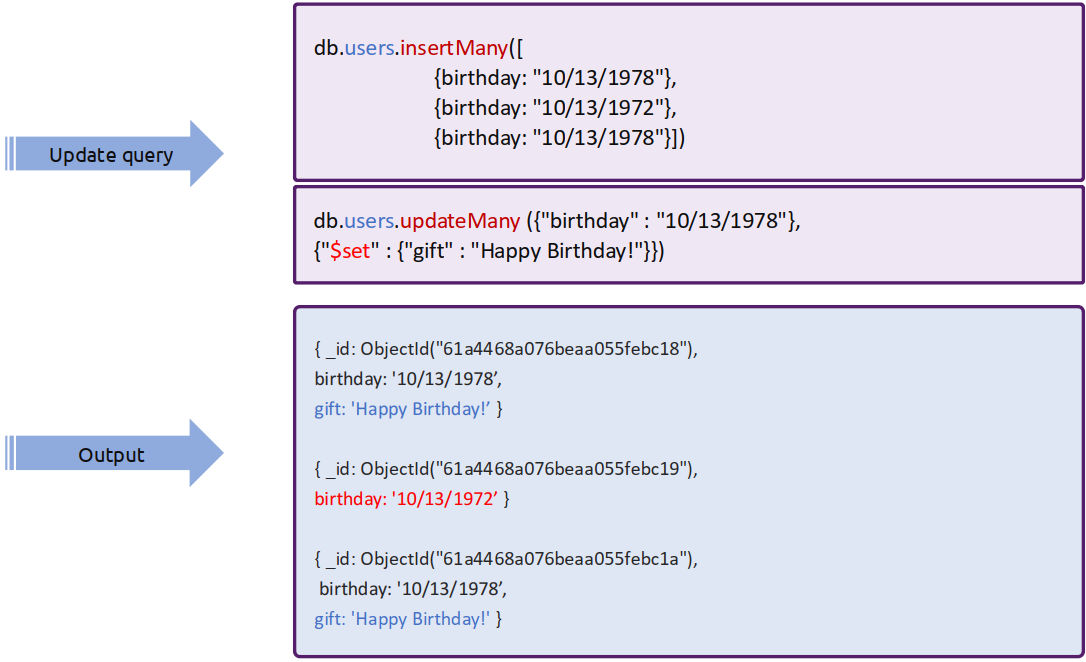 db.users.insertMany([
{birthday: "10/13/1978"},
{birthday: "10/13/1972"},
{birthday: "10/13/1978"}])
Update query
db.users.updateMany ({"birthday" : "10/13/1978"},
{"$set" : {"gift" : "Happy Birthday!"}})
{ _id: ObjectId("61a4468a076beaa055febc18"),
birthday: '10/13/1978’,
gift: 'Happy Birthday!’ }
Output
{ _id: ObjectId("61a4468a076beaa055febc19"),
birthday: '10/13/1972’ }
{ _id: ObjectId("61a4468a076beaa055febc1a"),
birthday: '10/13/1978’,
gift: 'Happy Birthday!' }